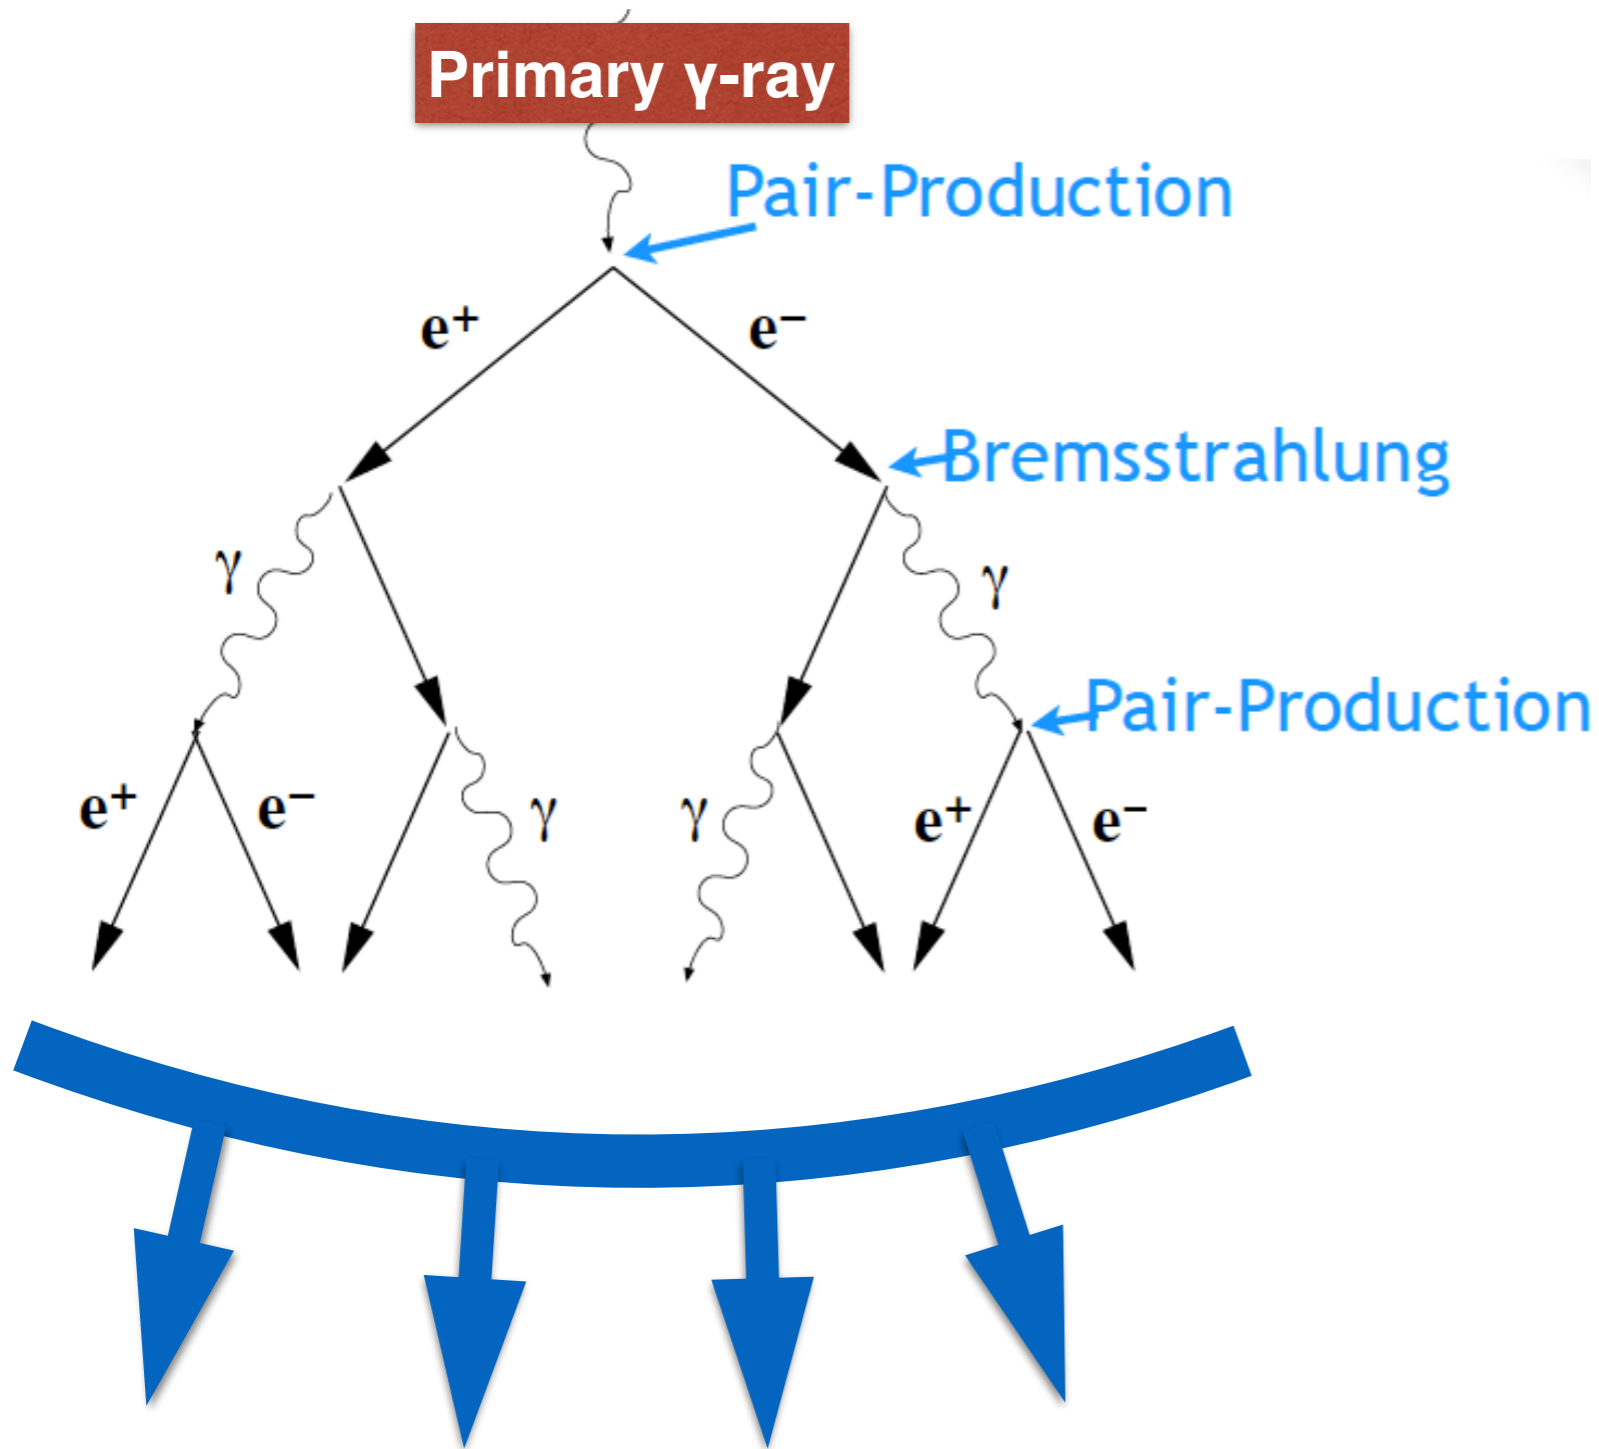 Primary γ-ray
Pair-Production
e⁺ e⁻
Bremsstrahlung
γ γ
Pair-Production
e⁺ e⁻ γ γ e⁺ e⁻